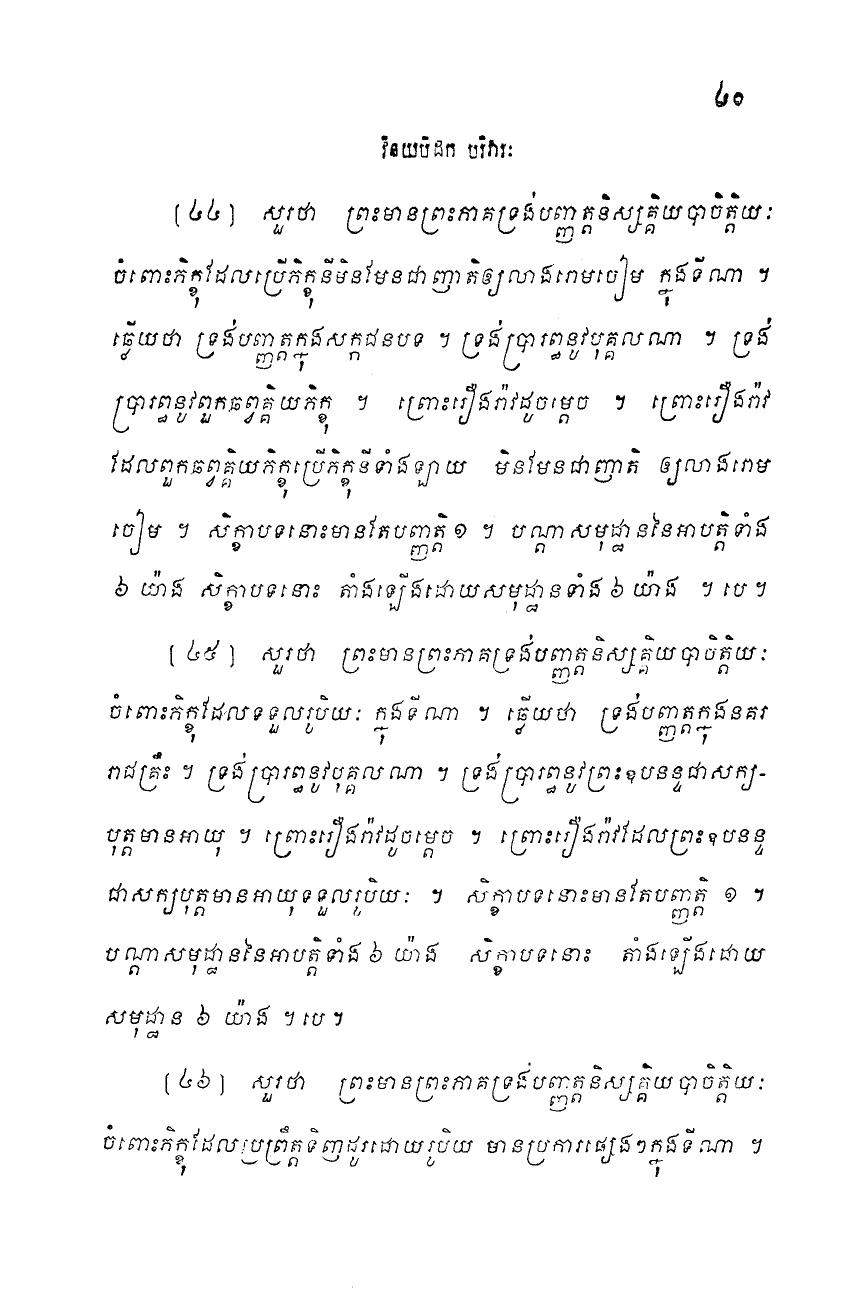 ៤០
វិនយបិដក បរិវារៈ
(៤៤) សួរថា ព្រះមានព្រះភាគទ្រង់បញ្ញត្តនិស្សគ្គិយបាចិត្តិយៈ
ចំពោះភិក្ខុដែលប្រើភិក្ខុនីមិនមែនជាញាតិឲ្យលាងរោមចៀម ក្នុងទីណា ។
ឆ្លើយថា ទ្រង់បញ្ញត្តក្នុងសក្កជនបទ ។ ទ្រង់ប្រារព្ធនូវបុគ្គលណា ។ ទ្រង់
ប្រារព្ធនូវពួកឆព្វគ្គិយភិក្ខុ ។ ព្រោះរឿងរ៉ាវដូចម្តេច ។ ព្រោះរឿងរ៉ាវ
ដែលពួកឆព្វគ្គិយភិក្ខុប្រើភិក្ខុនីទាំងឡាយ មិនមែនជាញាតិ ឲ្យលាងរោម
ចៀម ។ សិក្ខាបទនោះមានតែបញ្ញត្តិ ១ ។ បណ្តាសមុដ្ឋាននៃអាបត្តិទាំង
៦ យ៉ាង សិក្ខាបទនោះ តាំងឡើងដោយសមុដ្ឋានទាំង ៦ យ៉ាង ។ បេ ។
(៤៥) សួរថា ព្រះមានព្រះភាគទ្រង់បញ្ញត្តនិស្សគ្គិយបាចិត្តិយៈ
ចំពោះភិក្ខុដែលទទួលរូបិយៈ ក្នុងទីណា ។ ឆ្លើយថា ទ្រង់បញ្ញត្តក្នុងនគរ
រាជគ្រឹះ ។ ទ្រង់ប្រារព្ធនូវបុគ្គលណា ។ ទ្រង់ប្រារព្ធនូវព្រះឧបនន្ទជាសក្យ-
បុត្តមានអាយុ ។ ព្រោះរឿងរ៉ាវដូចម្តេច ។ ព្រោះរឿងរ៉ាវដែលព្រះឧបនន្ទ
ជាសក្យបុត្តមានអាយុទទួលរូបិយៈ ។ សិក្ខាបទនោះមានតែបញ្ញត្តិ ១ ។
បណ្តាសមុដ្ឋាននៃអាបត្តិទាំង ៦ យ៉ាង សិក្ខាបទនោះ តាំងឡើងដោយ
សមុដ្ឋាន ៦ យ៉ាង ។ បេ ។
(៤៦) សួរថា ព្រះមានព្រះភាគទ្រង់បញ្ញត្តនិស្សគ្គិយបាចិត្តិយៈ
ចំពោះភិក្ខុដែលប្រព្រឹត្តទិញដូរដោយរូបិយ មានប្រការផ្សេងៗក្នុងទីណា ។